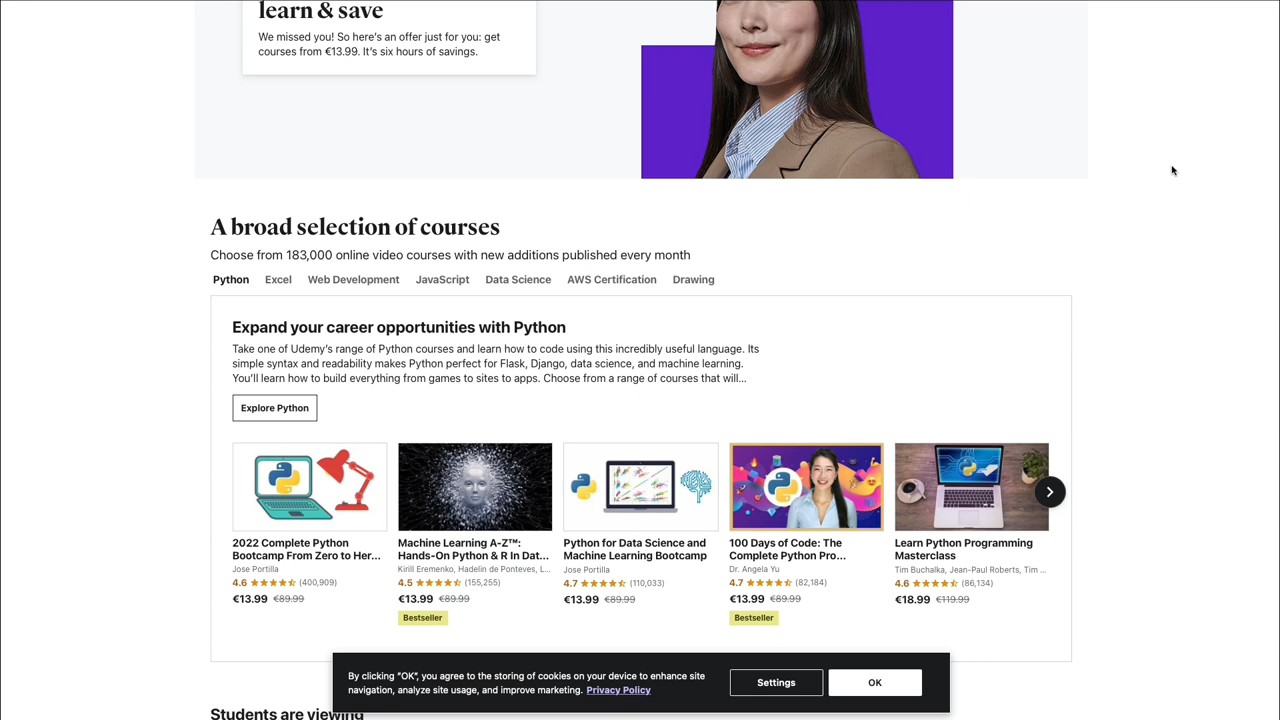 learn & save
We missed you! So here's an offer just for you: get
courses from €13.99. It's six hours of savings.
A broad selection of courses
Choose from 183,000 online video courses with new additions published every month
Python Excel Web Development JavaScript Data Science AWS Certification Drawing
Expand your career opportunities with Python
Take one of Udemy's range of Python courses and learn how to code using this incredibly useful language. Its
simple syntax and readability makes Python perfect for Flask, Django, data science, and machine learning.
You'll learn how to build everything from games to sites to apps. Choose from a range of courses that will...
Explore Python
2022 Complete Python
Bootcamp From Zero to Her...
Jose Portilla
4.6 (400,909)
€13.99 €89.99
Machine Learning A-Z™:
Hands-On Python & R In Dat...
Kirill Eremenko, Hadelin de Ponteves, L...
4.5 (155,255)
€13.99 €89.99
Bestseller
Python for Data Science and
Machine Learning Bootcamp
Jose Portilla
4.7 (110,033)
€13.99 €89.99
100 Days of Code: The
Complete Python Pro...
Dr. Angela Yu
4.7 (82,184)
€13.99 €89.99
Bestseller
Learn Python Programming
Masterclass
Tim Buchalka, Jean-Paul Roberts, Tim ...
4.6 (86,134)
€18.99 €119.99
By clicking "OK", you agree to the storing of cookies on your device to enhance site
navigation, analyze site usage, and improve marketing. Privacy Policy
Settings
OK
Students are viewing